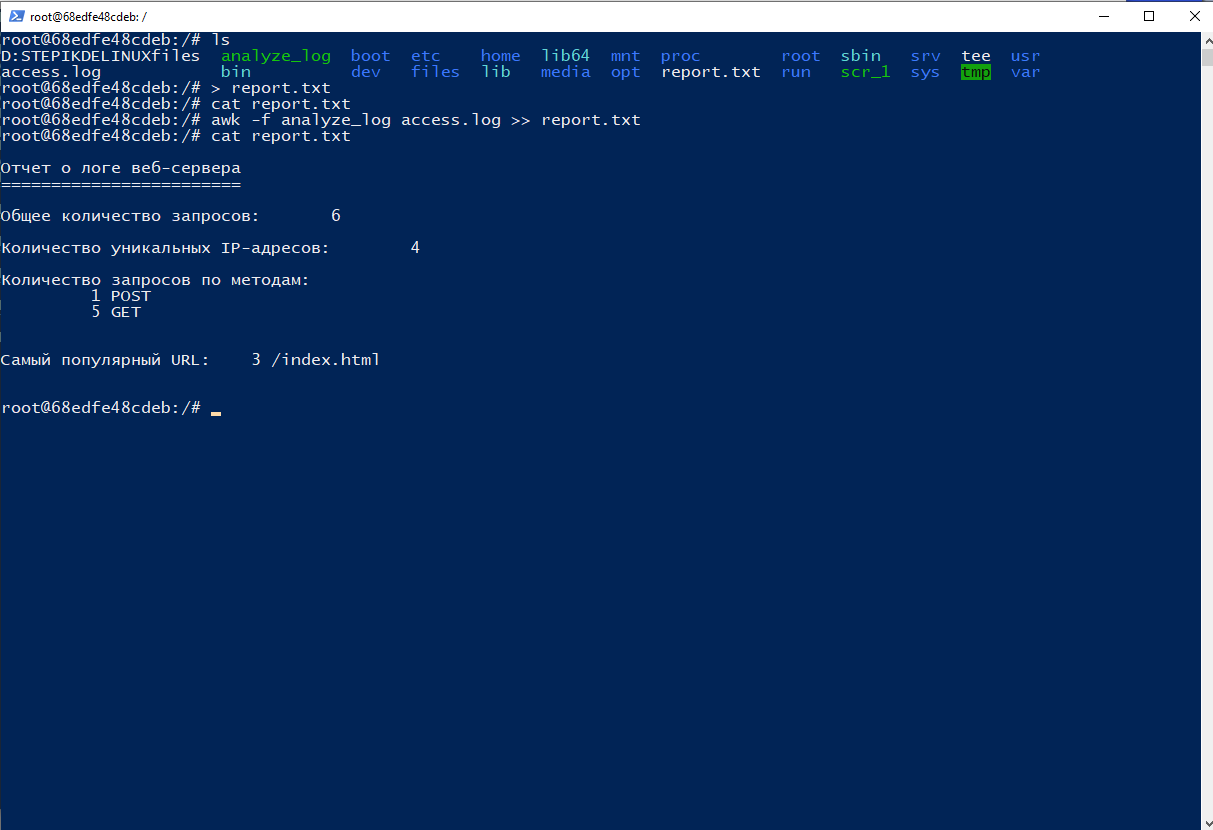 root@68edfe48cdeb: /
root@68edfe48cdeb:/# ls
D:STEPIKDELINUXfiles  analyze_log  boot  etc    home  lib64  mnt  proc        root  sbin   srv  tee  usr
access.log            bin          dev   files  lib   media  opt  report.txt  run   scr_1  sys  tmp  var
root@68edfe48cdeb:/# > report.txt
root@68edfe48cdeb:/# cat report.txt
root@68edfe48cdeb:/# awk -f analyze_log access.log >> report.txt
root@68edfe48cdeb:/# cat report.txt
Отчет о логе веб-сервера
========================
Общее количество запросов:       6
Количество уникальных IP-адресов:        4
Количество запросов по методам:
         1 POST
         5 GET
Самый популярный URL:    3 /index.html
root@68edfe48cdeb:/#